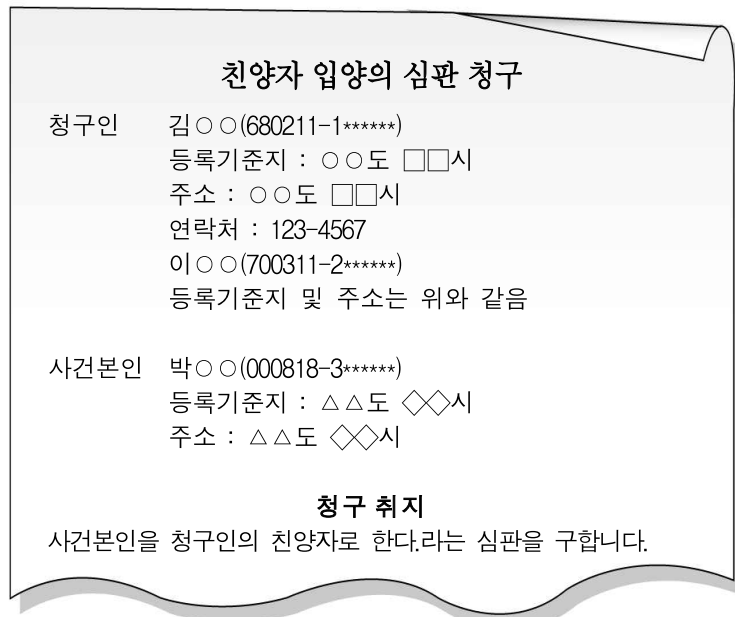 친양자 입양의 심판 청구
청구인 김○○(680211-1******)
등록기준지 : ○○도 □□시
주소 : ○○도 □□시
연락처 : 123-4567
이○○(700311-2******)
등록기준지 및 주소는 위와 같음
사건본인 박○○(000818-3******)
등록기준지 : △△도 ◇◇시
주소 : △△도 ◇◇시
청구 취지
사건본인을 청구인의 친양자로 한다.라는 심판을 구합니다.